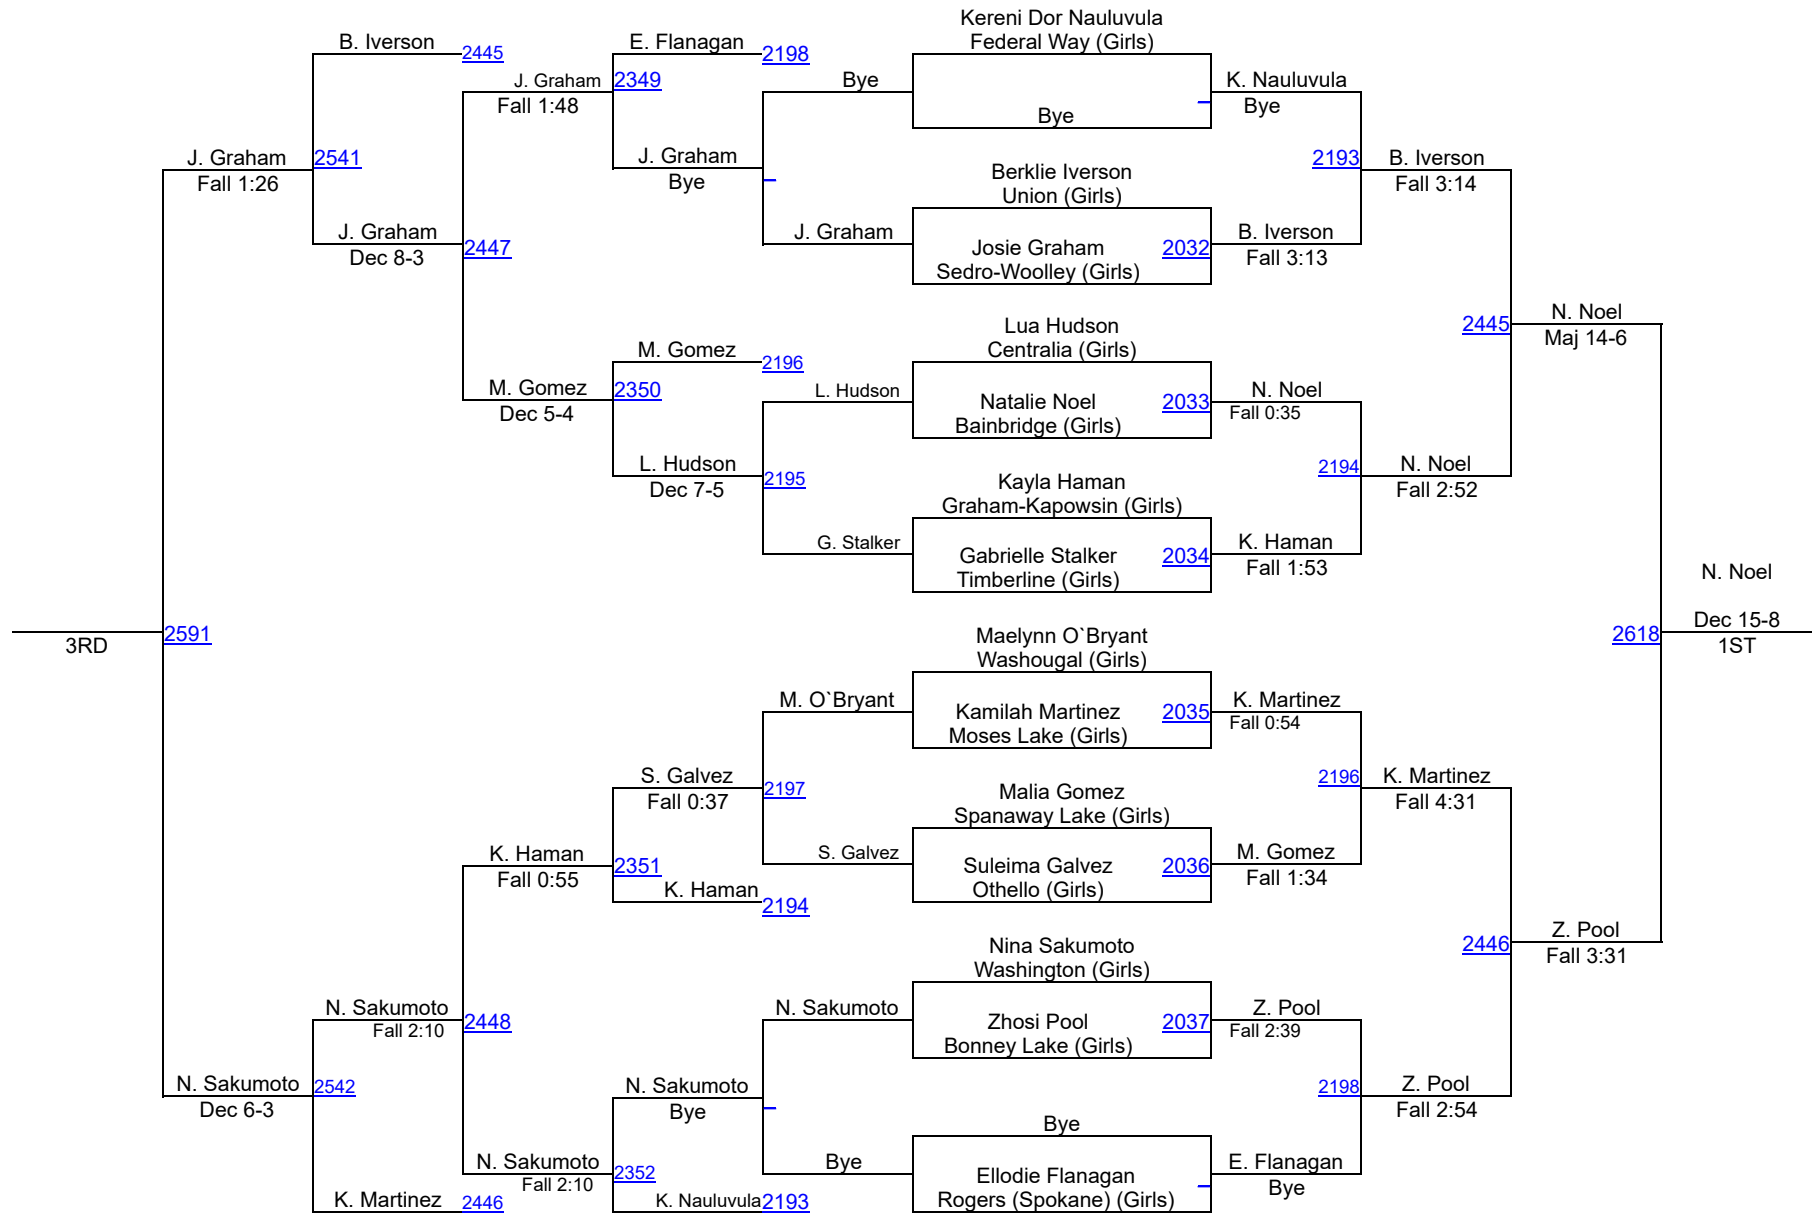 Kereni Dor Nauluvula
B. Iverson
E. Flanagan
Federal Way (Girls)
2445
2198
J. Graham
2349
Bye
K. Nauluvula
Fall 1:48
Bye
Bye
J. Graham
2541
J. Graham
2193
B. Iverson
Fall 1:26
Bye
Berklie Iverson
Fall 3:14
Union (Girls)
J. Graham
2447
J. Graham
Josie Graham
2032
B. Iverson
Dec 8-3
Sedro-Woolley (Girls)
Fall 3:13
N. Noel
Lua Hudson
2445
Maj 14-6
M. Gomez
Centralia (Girls)
2196
M. Gomez
2350
L. Hudson
N. Noel
Dec 5-4
Natalie Noel
2033
Fall 0:35
Bainbridge (Girls)
L. Hudson
2195
2194
N. Noel
Dec 7-5
Kayla Haman
Fall 2:52
Graham-Kapowsin (Girls)
G. Stalker
Gabrielle Stalker
2034
K. Haman
Timberline (Girls)
Fall 1:53
N. Noel
Dec 15-8
3RD
2591
Maelynn O`Bryant
2618
1ST
Washougal (Girls)
M. O`Bryant
Kamilah Martinez
2035
K. Martinez
Moses Lake (Girls)
Fall 0:54
S. Galvez
2197
2196
K. Martinez
Fall 0:37
Malia Gomez
Fall 4:31
Spanaway Lake (Girls)
K. Haman
2351
S. Galvez
Suleima Galvez
2036
M. Gomez
Fall 0:55
K. Haman
2194
Othello (Girls)
Fall 1:34
Z. Pool
Nina Sakumoto
2446
Fall 3:31
Washington (Girls)
N. Sakumoto
2448
N. Sakumoto
Z. Pool
Fall 2:10
Zhosi Pool
2037
Fall 2:39
Bonney Lake (Girls)
N. Sakumoto
2542
N. Sakumoto
2198
Z. Pool
Dec 6-3
Bye
Fall 2:54
Bye
N. Sakumoto
2352
Bye
Ellodie Flanagan
E. Flanagan
Fall 2:10
Bye
K. Martinez
2446
K. Nauluvula
2193
Rogers (Spokane) (Girls)